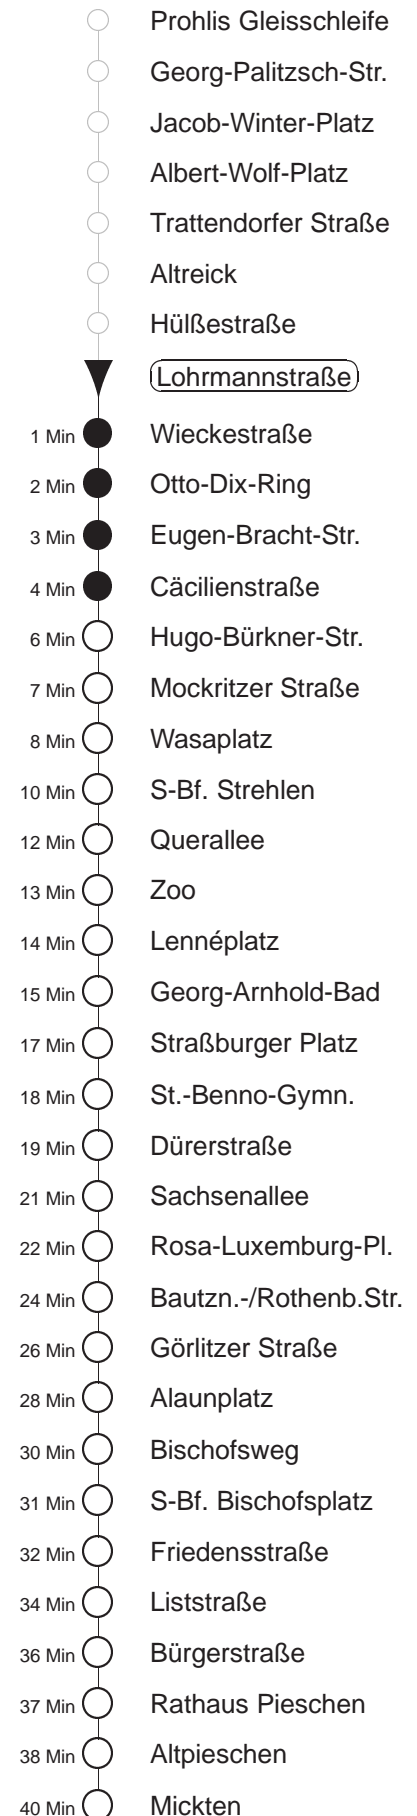 Prohlis Gleisschleife
Georg-Palitzsch-Str.
Jacob-Winter-Platz
Albert-Wolf-Platz
Trattendorfer Straße
Altreick
Hülßestraße
Lohrmannstraße
1 Min Wieckestraße
2 Min Otto-Dix-Ring
3 Min Eugen-Bracht-Str.
4 Min Cäcilienstraße
6 Min Hugo-Bürkner-Str.
7 Min Mockritzer Straße
8 Min Wasaplatz
10 Min S-Bf. Strehlen
12 Min Querallee
13 Min Zoo
14 Min Lennéplatz
15 Min Georg-Arnhold-Bad
17 Min Straßburger Platz
18 Min St.-Benno-Gymn.
19 Min Dürerstraße
21 Min Sachsenallee
22 Min Rosa-Luxemburg-Pl.
24 Min Bautzn.-/Rothenb.Str.
26 Min Görlitzer Straße
28 Min Alaunplatz
30 Min Bischofsweg
31 Min S-Bf. Bischofsplatz
32 Min Friedensstraße
34 Min Liststraße
36 Min Bürgerstraße
37 Min Rathaus Pieschen
38 Min Altpieschen
40 Min Mickten